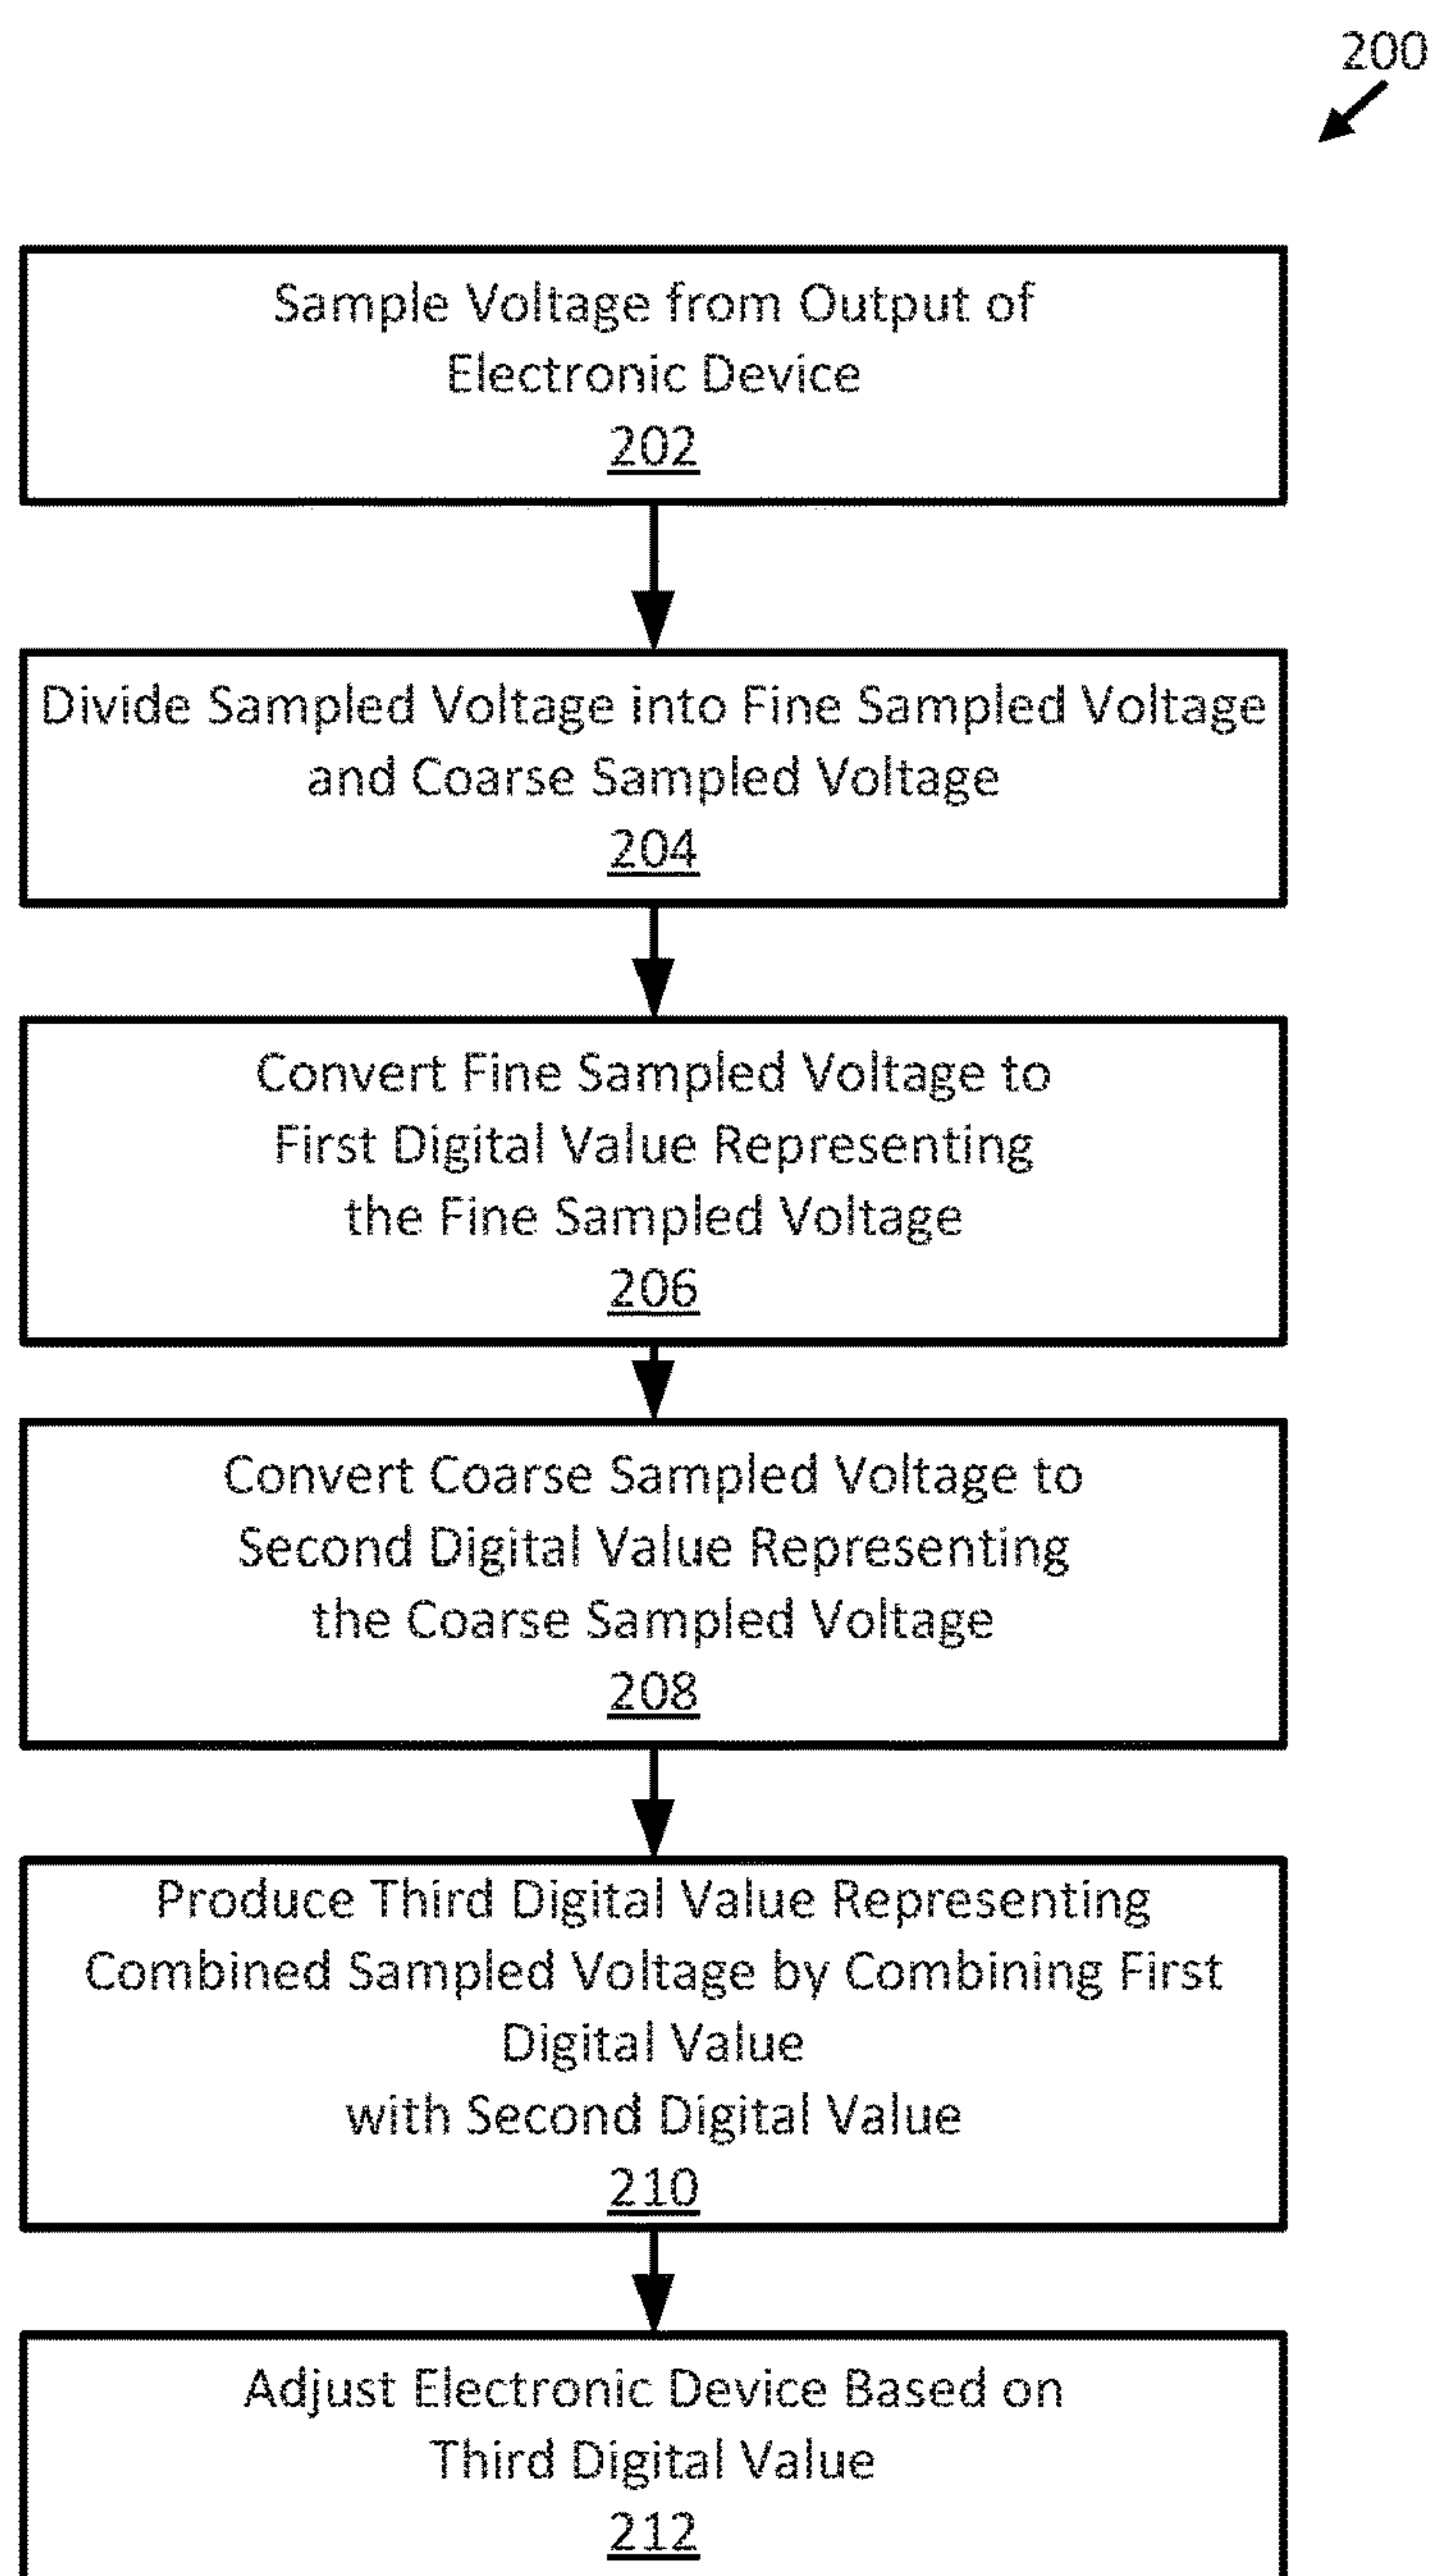 200
Sample Voltage from Output of
Electronic Device
202
Divide Sampled Voltage into Fine Sampled Voltage
and Coarse Sampled Voltage
204
Convert Fine Sampled Voltage to
First Digital Value Representing
the Fine Sampled Voltage
206
Convert Coarse Sampled Voltage to
Second Digital Value Representing
the Coarse Sampled Voltage
208
Produce Third Digital Value Representing
Combined Sampled Voltage by Combining First
Digital Value
with Second Digital Value
210
Adjust Electronic Device Based on
Third Digital Value
212